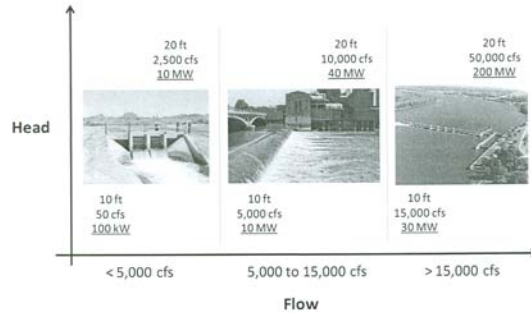 20 ft
2,500 cfs
10 MW
20 ft
10,000 cfs
40 MW
20 ft
50,000 cfs
200 MW
Head
10 ft
50 cfs
100 kW
10 ft
5,000 cfs
10 MW
10 ft
15,000 cfs
30 MW
< 5,000 cfs
5,000 to 15,000 cfs
> 15,000 cfs
Flow